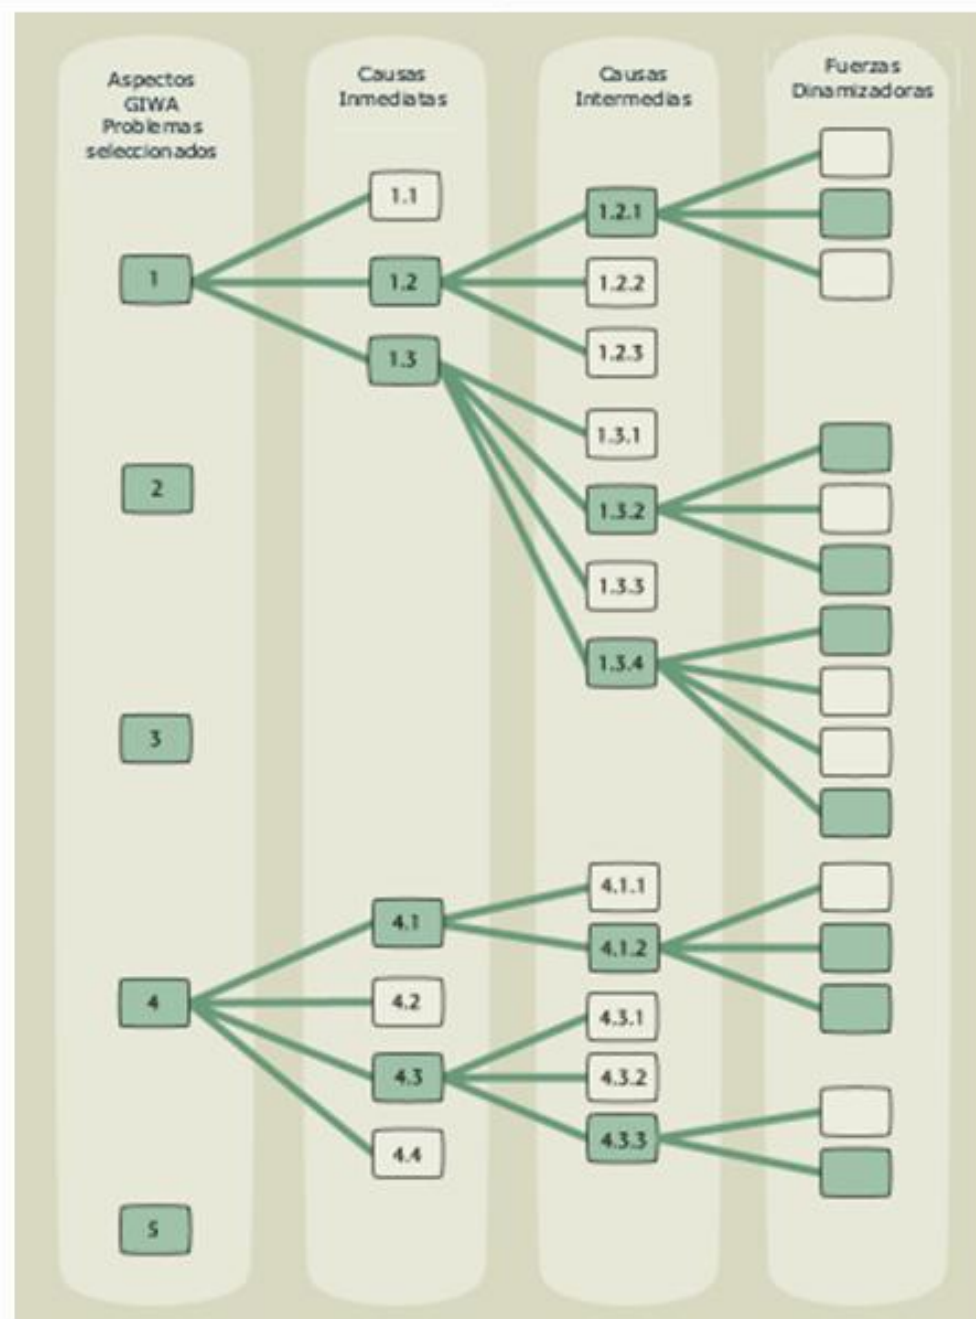 Aspectos
GIWA
Problemas
seleccionados
Causas
Inmediatas
Causas
Intermedias
Fuerzas
Dinamizadoras
1
2
3
4
5
1.1
1.2
1.3
4.1
4.2
4.3
4.4
1.2.1
1.2.2
1.2.3
1.3.1
1.3.2
1.3.3
1.3.4
4.1.1
4.1.2
4.3.1
4.3.2
4.3.3